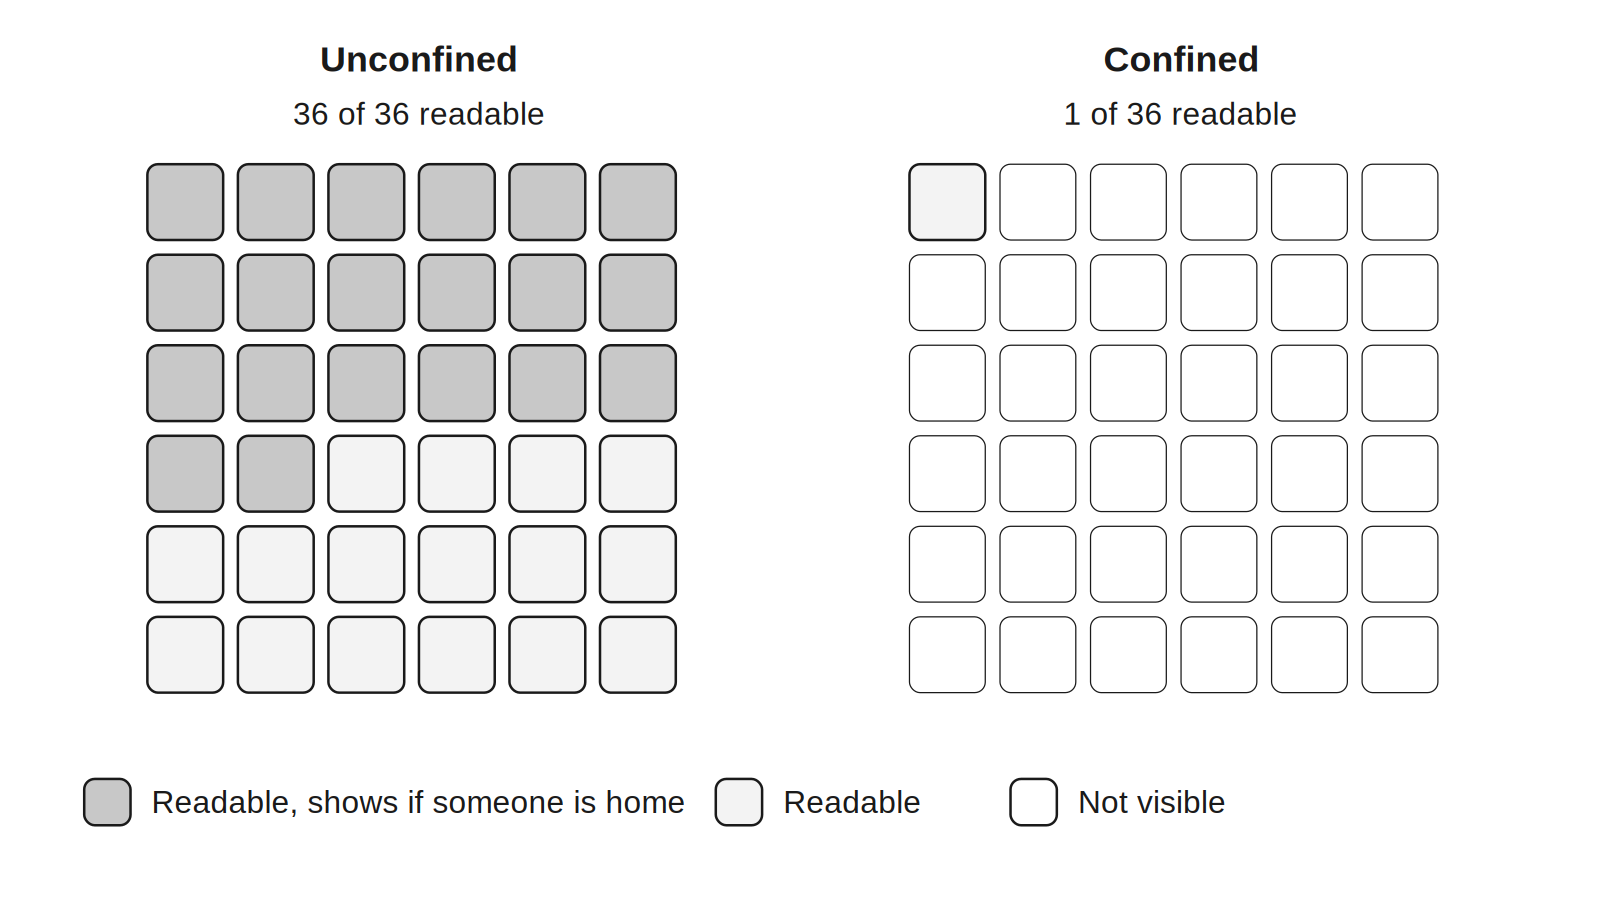 Unconfined
36 of 36 readable
Confined
1 of 36 readable
Readable, shows if someone is home
Readable
Not visible